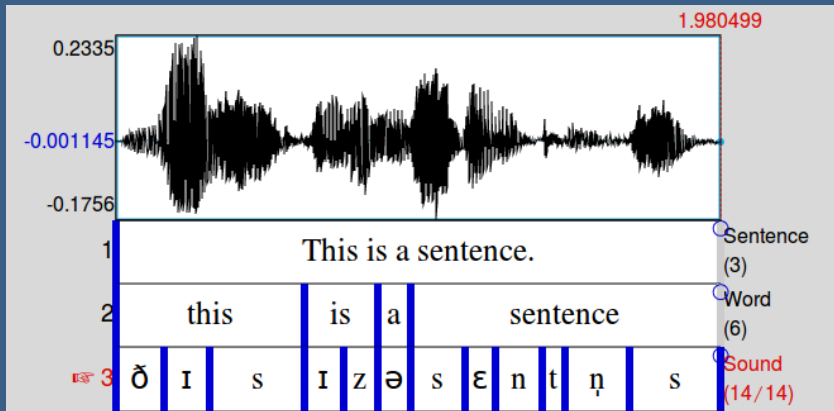 1.980499
0.2335
-0.001145
-0.1756
1 This is a sentence. Sentence
(3)
2 this is a sentence Word
(6)
☞ 3 ð ɪ s ɪ z ə s ɛ n t n̩ s Sound
(14/14)